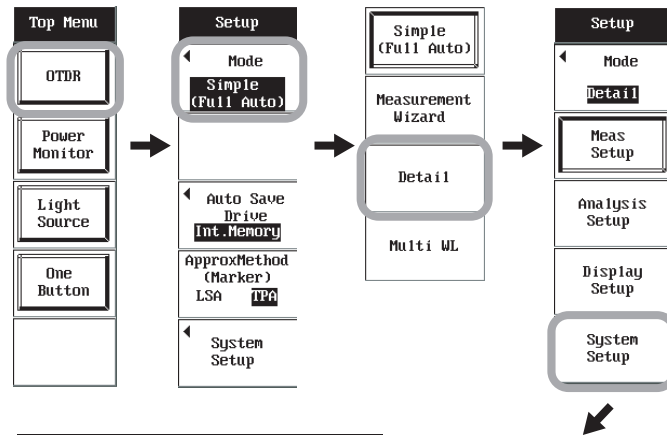 Top Menu
OTDR
Power
Monitor
Light
Source
One
Button
Setup
Mode
Simple
(Full Auto)
Auto Save
Drive
Int.Memory
ApproxMethod
(Marker)
LSA TPA
System
Setup
Simple
(Full Auto)
Measurement
Wizard
Detail
Multi WL
Setup
Mode
Detail
Meas
Setup
Analysis
Setup
Display
Setup
System
Setup